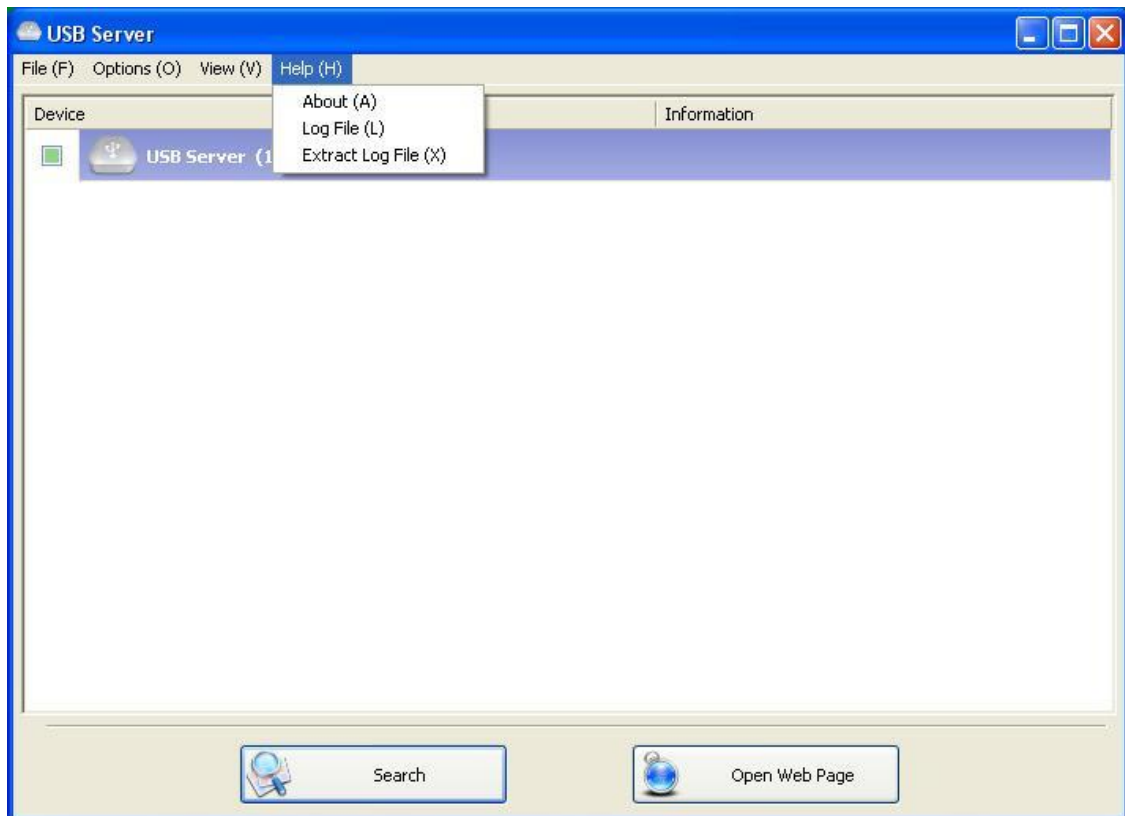 USB Server
File (F) Options (O) View (V) Help (H)
About (A)
Log File (L)
Extract Log File (X)
Device Information
USB Server (1
Search Open Web Page